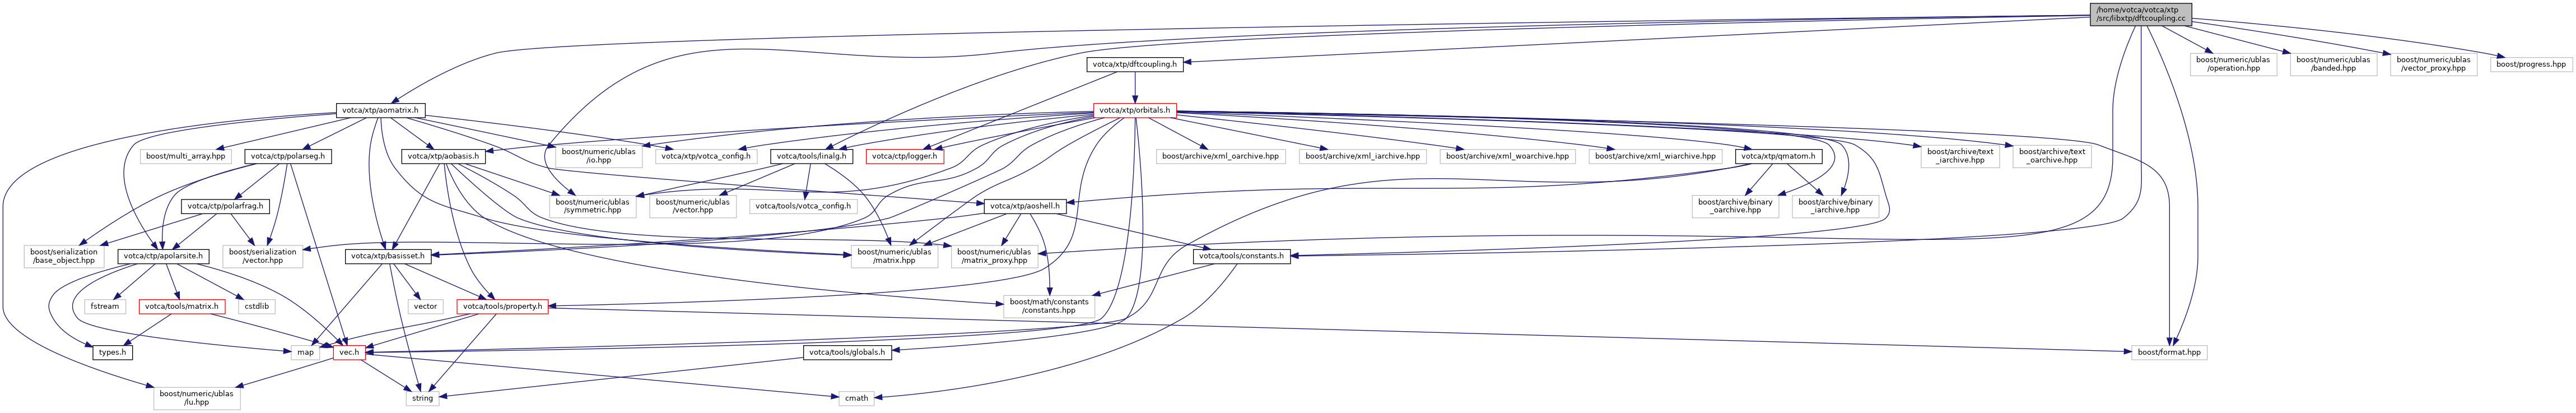 /home/votca/votca/xtp
/src/libxtp/dftcoupling.cc
votca/xtp/dftcoupling.h
boost/numeric/ublas
/operation.hpp
boost/numeric/ublas
/banded.hpp
boost/numeric/ublas
/vector_proxy.hpp
boost/progress.hpp
votca/xtp/aomatrix.h
votca/xtp/orbitals.h
boost/multi_array.hpp
votca/ctp/polarseg.h
votca/xtp/aobasis.h
boost/numeric/ublas
/io.hpp
votca/xtp/votca_config.h
votca/tools/linalg.h
votca/ctp/logger.h
boost/archive/xml_oarchive.hpp
boost/archive/xml_iarchive.hpp
boost/archive/xml_woarchive.hpp
boost/archive/xml_wiarchive.hpp
votca/xtp/qmatom.h
boost/archive/text
_iarchive.hpp
boost/archive/text
_oarchive.hpp
votca/ctp/polarfrag.h
boost/numeric/ublas
/symmetric.hpp
boost/numeric/ublas
/vector.hpp
votca/tools/votca_config.h
votca/xtp/aoshell.h
boost/archive/binary
_oarchive.hpp
boost/archive/binary
_iarchive.hpp
boost/serialization
/base_object.hpp
votca/ctp/apolarsite.h
boost/serialization
/vector.hpp
votca/xtp/basisset.h
boost/numeric/ublas
/matrix.hpp
boost/numeric/ublas
/matrix_proxy.hpp
votca/tools/constants.h
fstream
votca/tools/matrix.h
cstdlib
vector
votca/tools/property.h
boost/math/constants
/constants.hpp
types.h
map
vec.h
votca/tools/globals.h
boost/format.hpp
boost/numeric/ublas
/lu.hpp
string
cmath